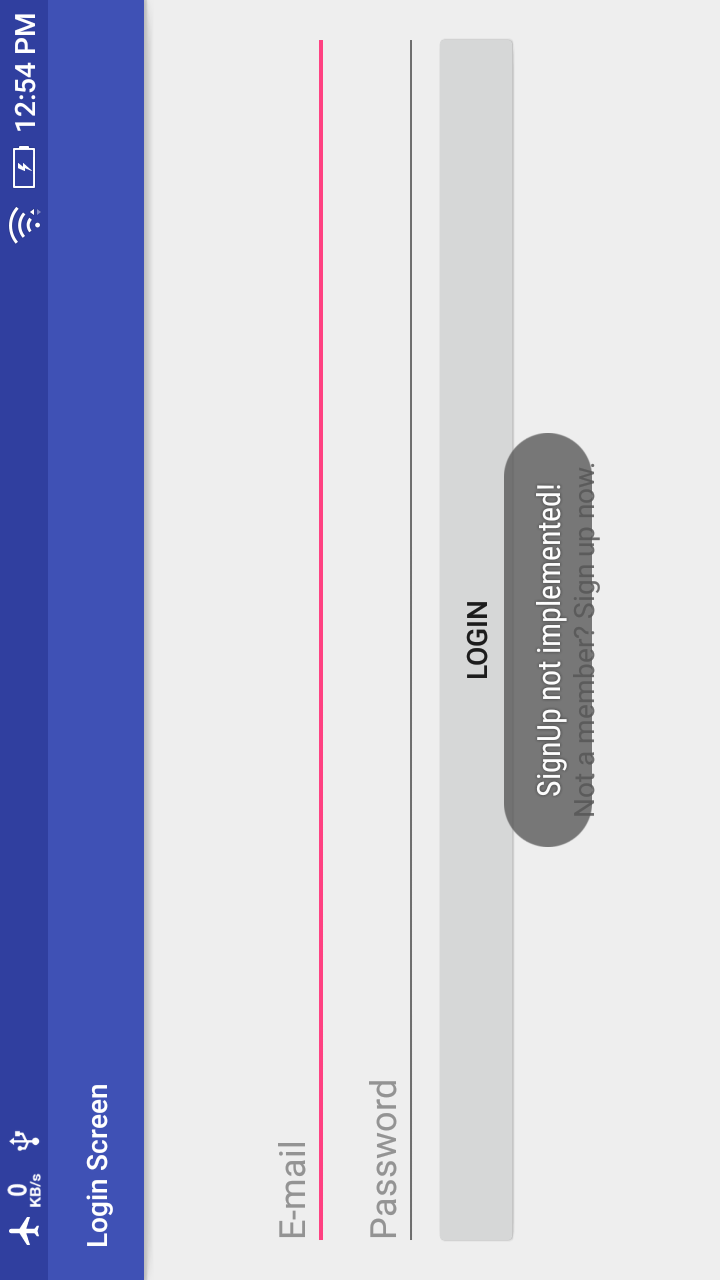 0
KB/s
12:54 PM
Login Screen
E-mail
Password
LOGIN
SignUp not implemented!
Not a member? Sign up now.